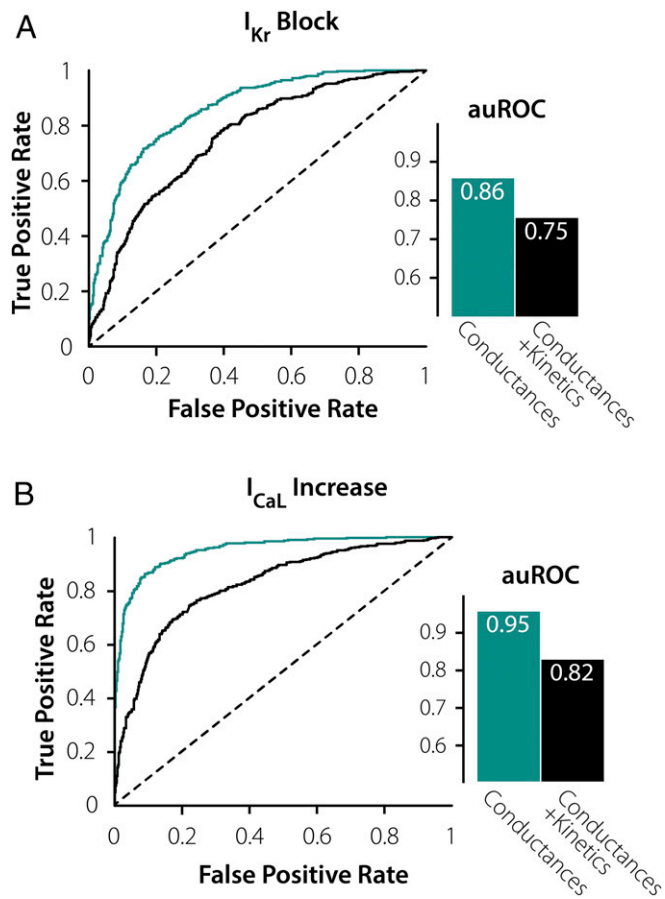 A
I_Kr Block
True Positive Rate
1
0.8
0.6
0.4
0.2
0
0
0.2
0.4
0.6
0.8
1
False Positive Rate
auROC
0.9
0.8
0.7
0.6
0.86
0.75
Conductances
Conductances
+Kinetics
B
I_CaL Increase
True Positive Rate
1
0.8
0.6
0.4
0.2
0
0
0.2
0.4
0.6
0.8
1
False Positive Rate
auROC
0.9
0.8
0.7
0.6
0.95
0.82
Conductances
Conductances
+Kinetics